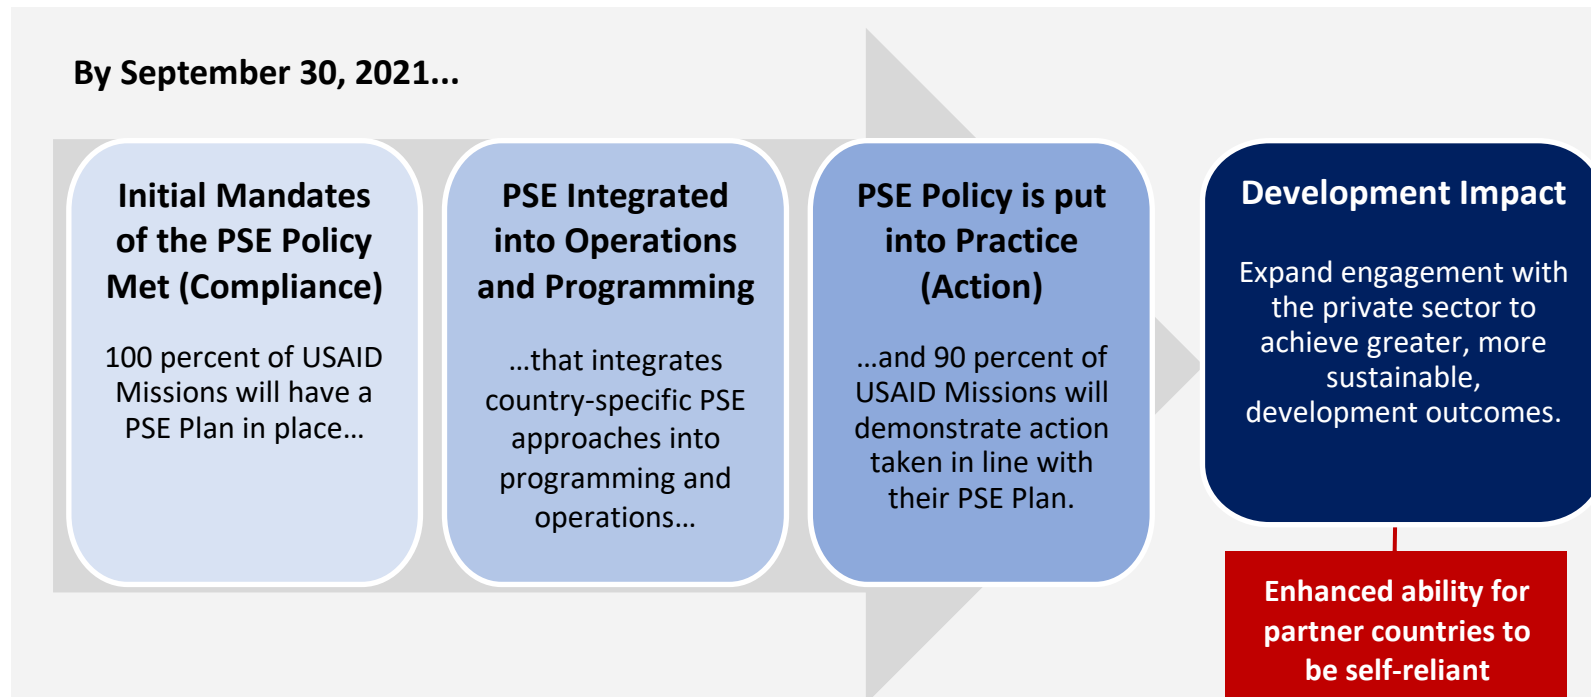 By September 30, 2021...
Initial Mandates
of the PSE Policy
Met (Compliance)
100 percent of USAID
Missions will have a
PSE Plan in place…
PSE Integrated
into Operations
and Programming
…that integrates
country-specific PSE
approaches into
programming and
operations…
PSE Policy is put
into Practice
(Action)
…and 90 percent of
USAID Missions will
demonstrate action
taken in line with
their PSE Plan.
Development Impact
Expand engagement with
the private sector to
achieve greater, more
sustainable,
development outcomes.
Enhanced ability for
partner countries to
be self-reliant